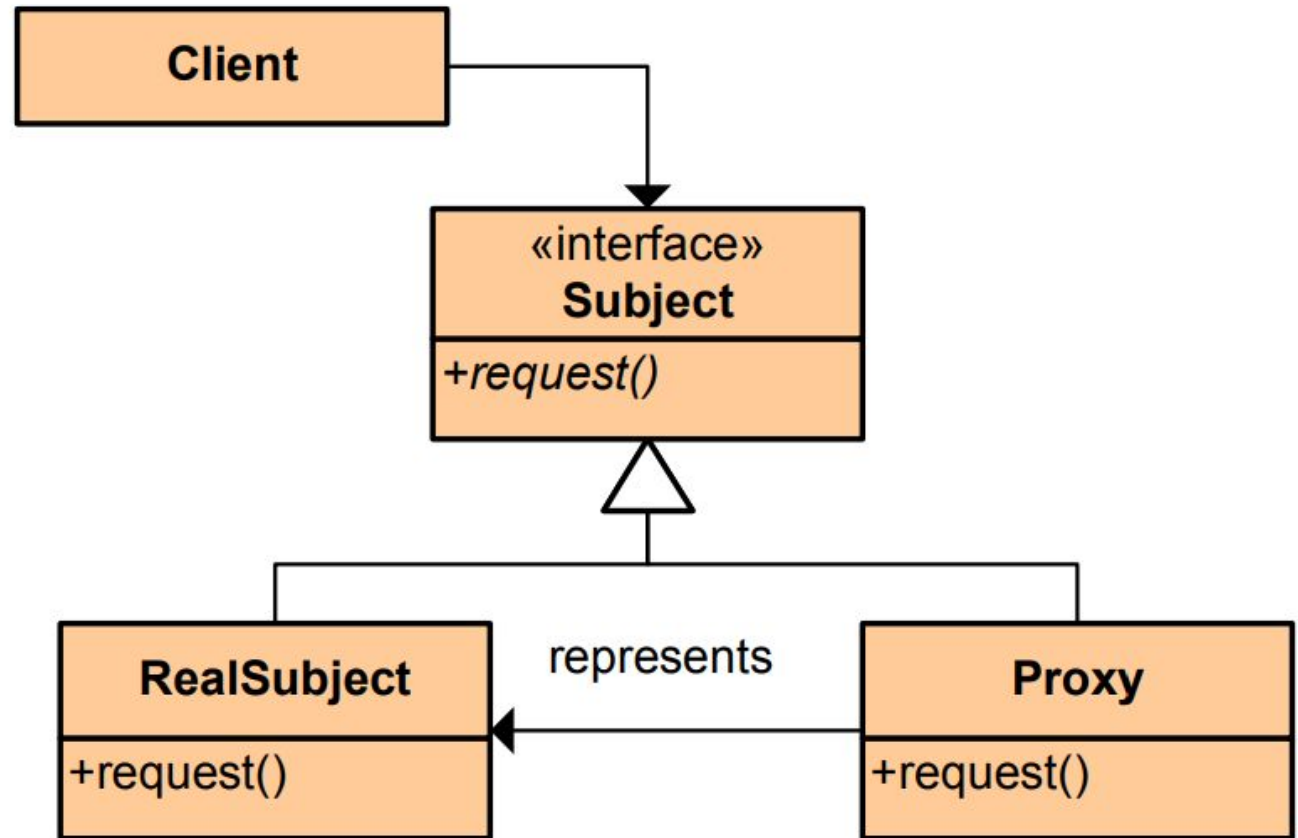 Client
«interface»
Subject
+request()
represents
RealSubject
Proxy
+request()
+request()